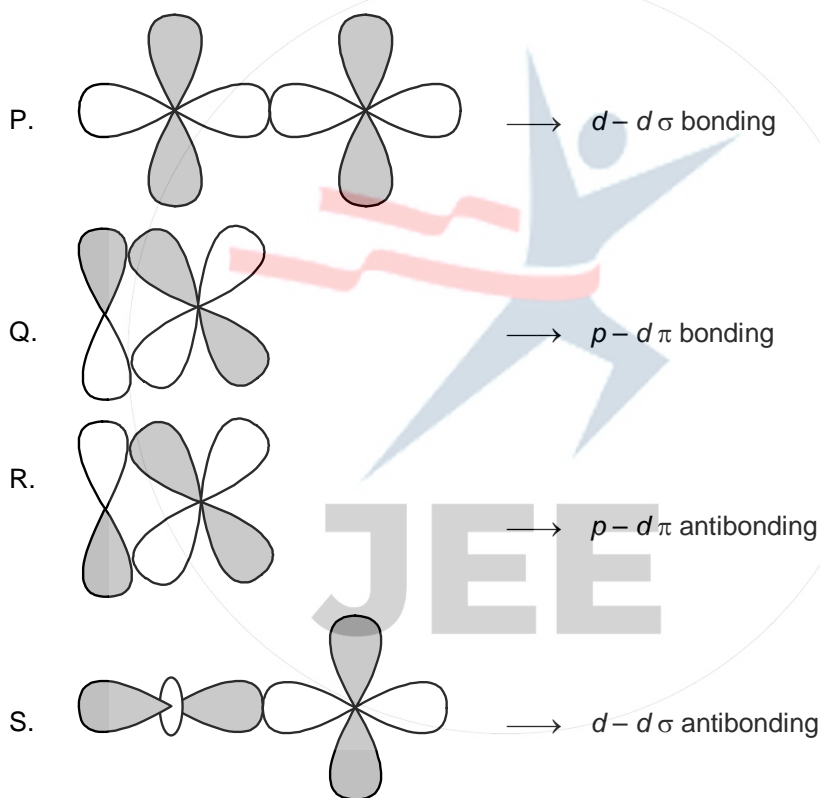 P. ⟶ d – d σ bonding
Q. ⟶ p – d π bonding
R. ⟶ p – d π antibonding
JEE
S. ⟶ d – d σ antibonding